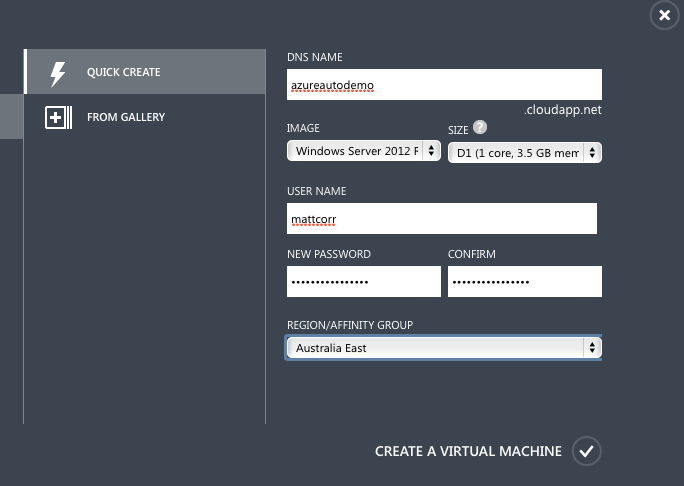 QUICK CREATE
FROM GALLERY
DNS NAME
azureautodemo
.cloudapp.net
IMAGE
SIZE ?
Windows Server 2012 F
D1 (1 core, 3.5 GB mem
USER NAME
mattcorr
NEW PASSWORD
CONFIRM
••••••••••••••••
••••••••••••••••
REGION/AFFINITY GROUP
Australia East
CREATE A VIRTUAL MACHINE